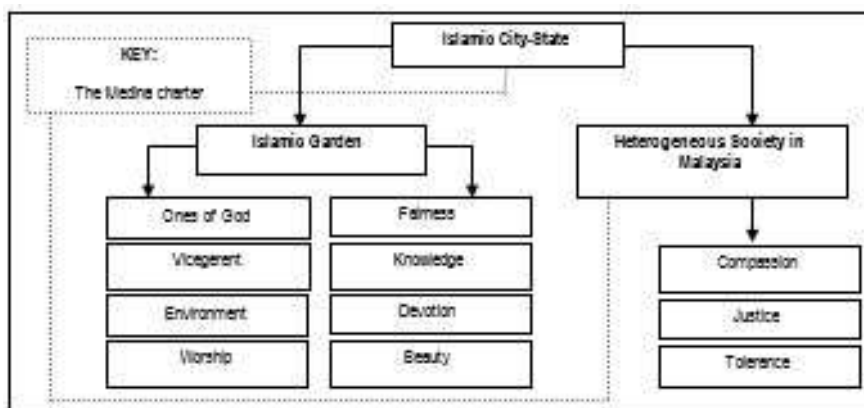 Islamic City-State
KEY:
The Medina charter
Islamic Garden
Heterogeneous Society in
Malaysia
Ones of God
Vicegerent
Environment
Worship
Fairness
Knowledge
Devotion
Beauty
Compassion
Justice
Tolerance